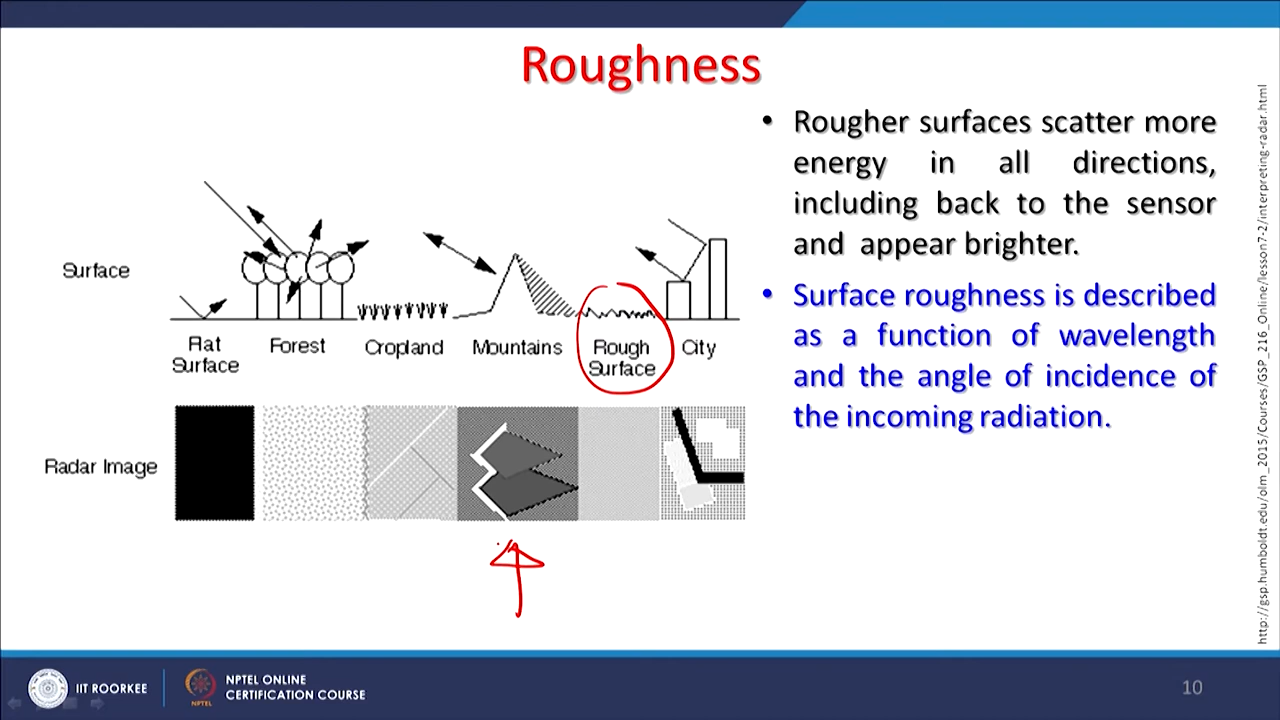 Roughness
• Rougher surfaces scatter more
energy in all directions,
including back to the sensor
and appear brighter.
• Surface roughness is described
as a function of wavelength
and the angle of incidence of
the incoming radiation.
Surface
Flat
Surface
Forest
Cropland
Mountains
Rough
Surface
City
Radar Image
http://gsp.humboldt.edu/olm_2015/Courses/GSP_216_Online/lesson7-2/interpreting-radar.html
IIT ROORKEE
NPTEL
NPTEL ONLINE
CERTIFICATION COURSE
10